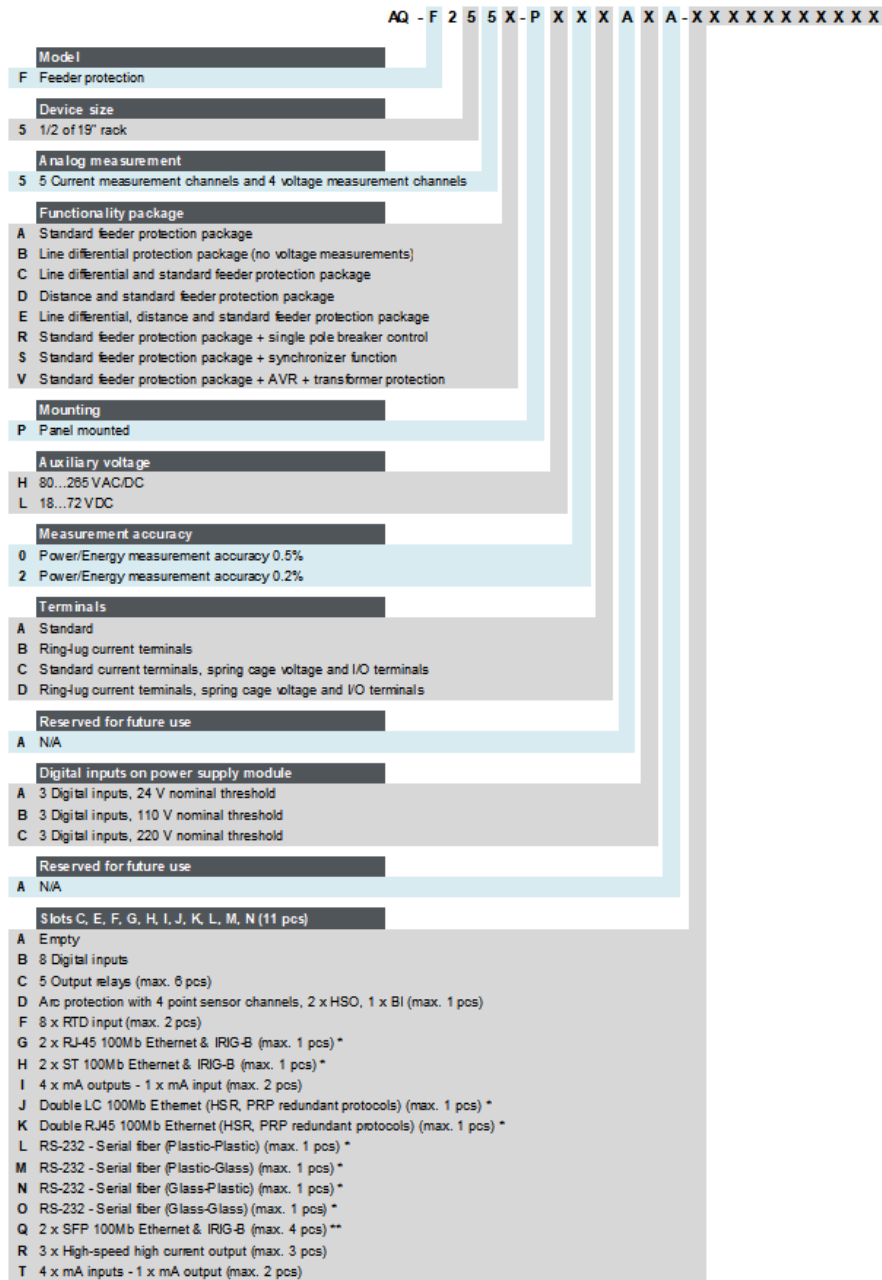 AQ - F 2 5 5 X - P X X X A X A - X X X X X X X X X X X
Model
F Feeder protection
Device size
5 1/2 of 19" rack
Analog measurement
5 5 Current measurement channels and 4 voltage measurement channels
Functionality package
A Standard feeder protection package
B Line differential protection package (no voltage measurements)
C Line differential and standard feeder protection package
D Distance and standard feeder protection package
E Line differential, distance and standard feeder protection package
R Standard feeder protection package + single pole breaker control
S Standard feeder protection package + synchronizer function
V Standard feeder protection package + AVR + transformer protection
Mounting
P Panel mounted
Auxiliary voltage
H 80...265 VAC/DC
L 18...72 VDC
Measurement accuracy
0 Power/Energy measurement accuracy 0.5%
2 Power/Energy measurement accuracy 0.2%
Terminals
A Standard
B Ring-lug current terminals
C Standard current terminals, spring cage voltage and I/O terminals
D Ring-lug current terminals, spring cage voltage and I/O terminals
Reserved for future use
A N/A
Digital inputs on power supply module
A 3 Digital inputs, 24 V nominal threshold
B 3 Digital inputs, 110 V nominal threshold
C 3 Digital inputs, 220 V nominal threshold
Reserved for future use
A N/A
Slots C, E, F, G, H, I, J, K, L, M, N (11 pcs)
A Empty
B 8 Digital inputs
C 5 Output relays (max. 6 pcs)
D Arc protection with 4 point sensor channels, 2 x HSO, 1 x BI (max. 1 pcs)
F 8 x RTD input (max. 2 pcs)
G 2 x RJ-45 100Mb Ethernet & IRIG-B (max. 1 pcs) *
H 2 x ST 100Mb Ethernet & IRIG-B (max. 1 pcs) *
I 4 x mA outputs - 1 x mA input (max. 2 pcs)
J Double LC 100Mb Ethernet (HSR, PRP redundant protocols) (max. 1 pcs) *
K Double RJ45 100Mb Ethernet (HSR, PRP redundant protocols) (max. 1 pcs) *
L RS-232 - Serial fiber (Plastic-Plastic) (max. 1 pcs) *
M RS-232 - Serial fiber (Plastic-Glass) (max. 1 pcs) *
N RS-232 - Serial fiber (Glass-Plastic) (max. 1 pcs) *
O RS-232 - Serial fiber (Glass-Glass) (max. 1 pcs) *
Q 2 x SFP 100Mb Ethernet & IRIG-B (max. 4 pcs) **
R 3 x High-speed high current output (max. 3 pcs)
T 4 x mA inputs - 1 x mA output (max. 2 pcs)